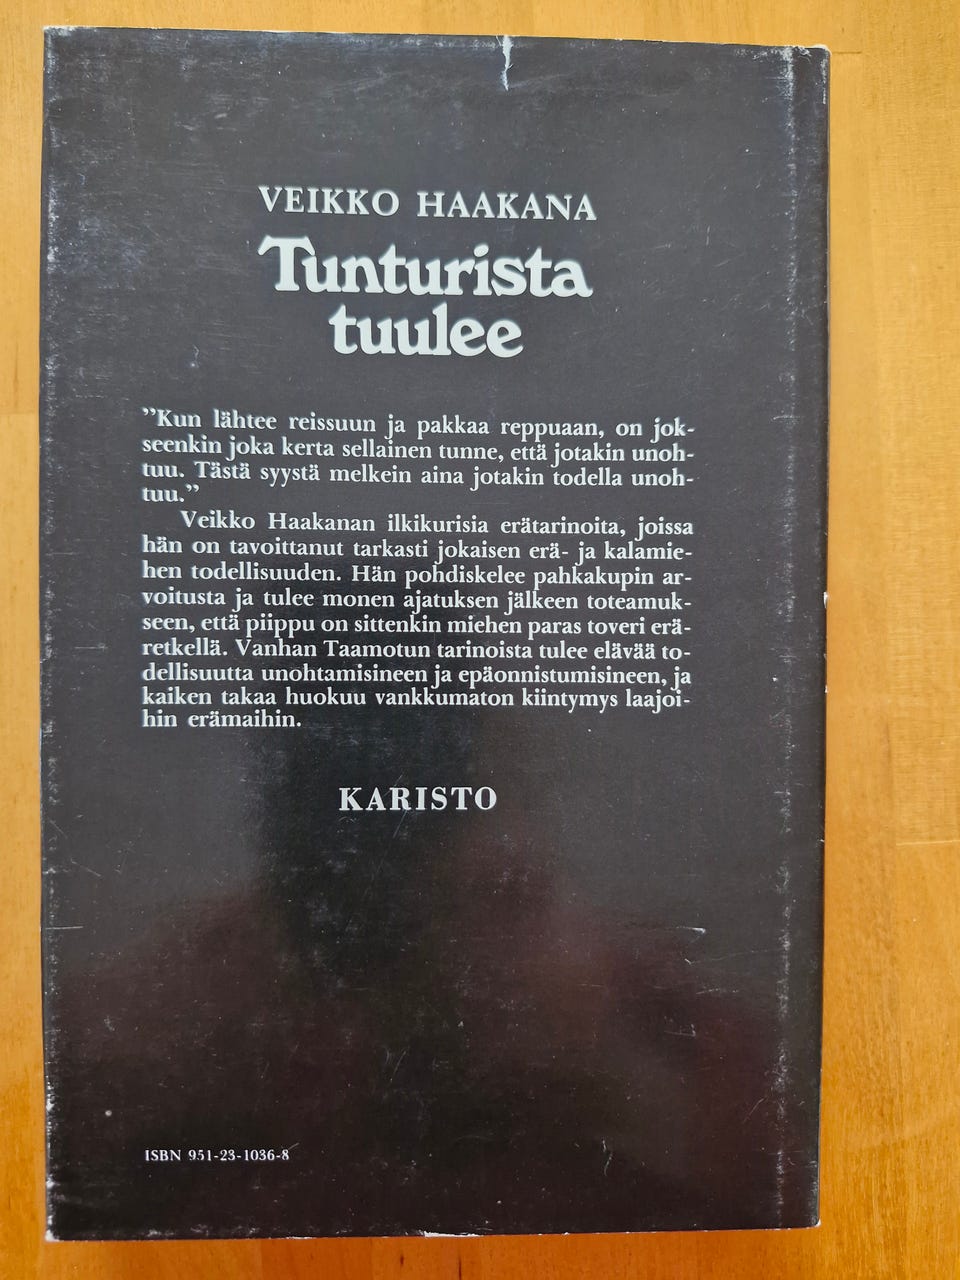 VEIKKO HAAKANA
Tunturista
tuulee
”Kun lähtee reissuun ja pakkaa reppuaan, on jok-
seenkin joka kerta sellainen tunne, että jotakin unoh-
tuu. Tästä syystä melkein aina jotakin todella unoh-
tuu.”
Veikko Haakanan ilkikurisia erätarinoita, joissa
hän on tavoittanut tarkasti jokaisen erä- ja kalamie-
hen todellisuuden. Hän pohdiskelee pahkakupin ar-
voitusta ja tulee monen ajatuksen jälkeen toteamuk-
seen, että piippu on sittenkin miehen paras toveri erä-
retkellä. Vanhan Taamotun tarinoista tulee elävää to-
dellisuutta unohtamisineen ja epäonnistumisineen, ja
kaiken takaa huokuu vankkumaton kiintymys laajoi-
hin erämaihin.
KARISTO
ISBN 951-23-1036-8